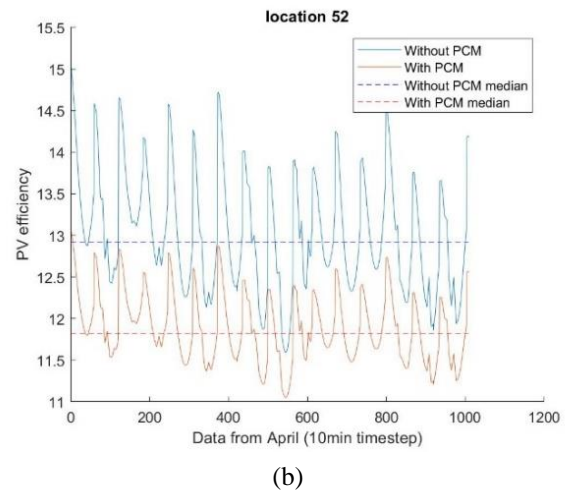 location 52
15.5
15
14.5
14
13.5
13
12.5
12
11.5
11
PV efficiency
Without PCM
With PCM
Without PCM median
With PCM median
0
200
400
600
800
1000
1200
Data from April (10min timestep)
(b)